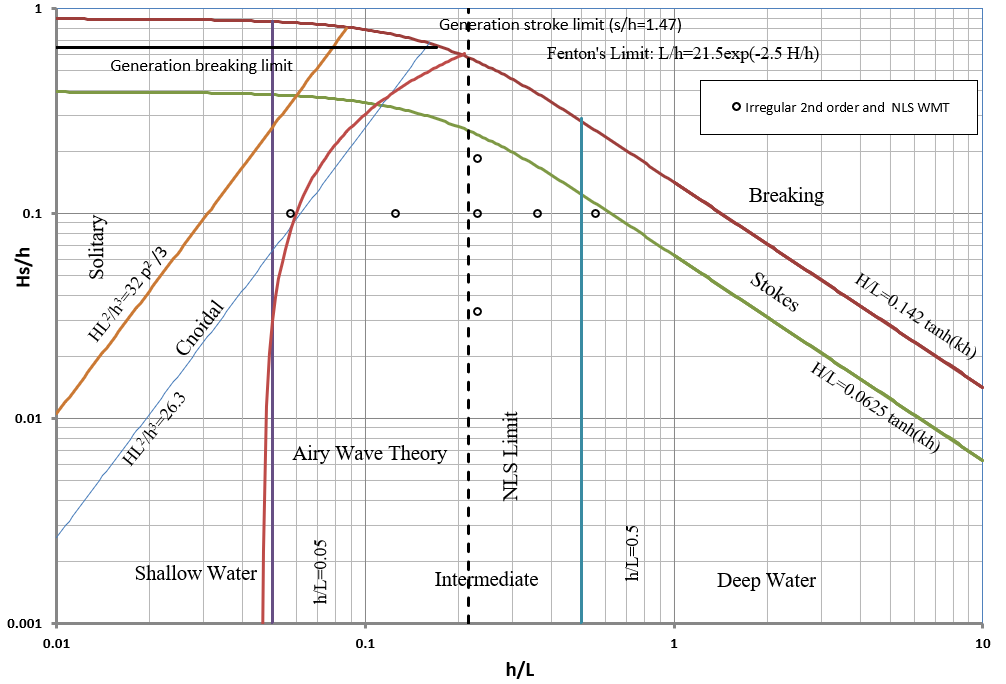 1
Generation stroke limit (s/h=1.47)
Fenton's Limit: L/h=21.5exp(-2.5 H/h)
Generation breaking limit
Irregular 2nd order and NLS WMT
0.1
Breaking
Solitary
HL²/h³=32 p² /3
Stokes
H/L=0.142 tanh(kh)
Cnoidal
Hs/h
HL²/h³=26.3
H/L=0.0625 tanh(kh)
0.01
Airy Wave Theory
NLS Limit
Shallow Water
h/L=0.05
Intermediate
h/L=0.5
Deep Water
0.001
0.01 0.1 1 10
h/L